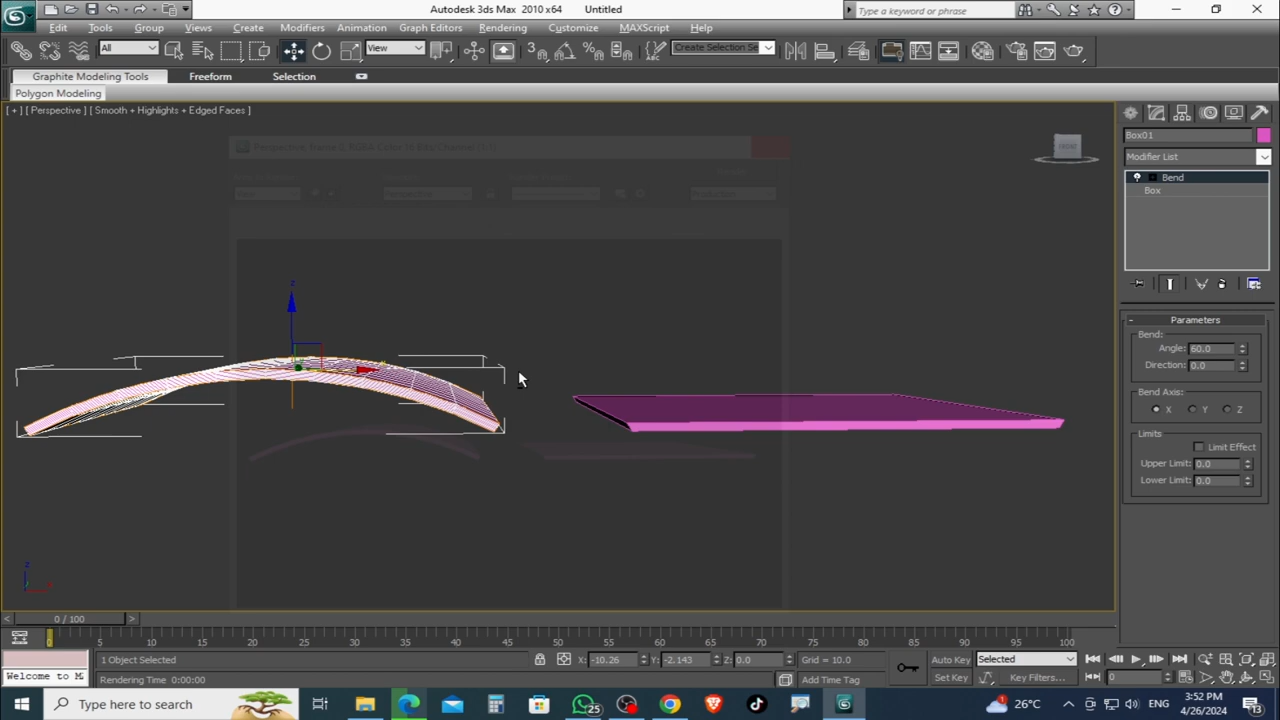 Autodesk 3ds Max 2010 x64 Untitled
Type a keyword or phrase
Edit Tools Group Views Create Modifiers Animation Graph Editors Rendering Customize MAXScript Help
All View Create Selection Se
Graphite Modeling Tools Freeform Selection
Polygon Modeling
[ + ] [ Perspective ] [ Smooth + Highlights + Edged Faces ]
FRONT
Box01
Modifier List
Bend
Box
Parameters
Bend:
Angle: 60.0
Direction: 0.0
Bend Axis:
X Y Z
Limits
Limit Effect
Upper Limit: 0.0
Lower Limit: 0.0
z
x
z
x
0 / 100
0 5 10 15 20 25 30 35 40 45 50 55 60 65 70 75 80 85 90 95 100
1 Object Selected X: -10.26 Y: -2.143 Z: 0.0 Grid = 10.0 Auto Key Selected
Welcome to M Rendering Time 0:00:00 Add Time Tag Set Key Key Filters... 0
Type here to search 25 26°C ENG 3:52 PM 4/26/2024 13